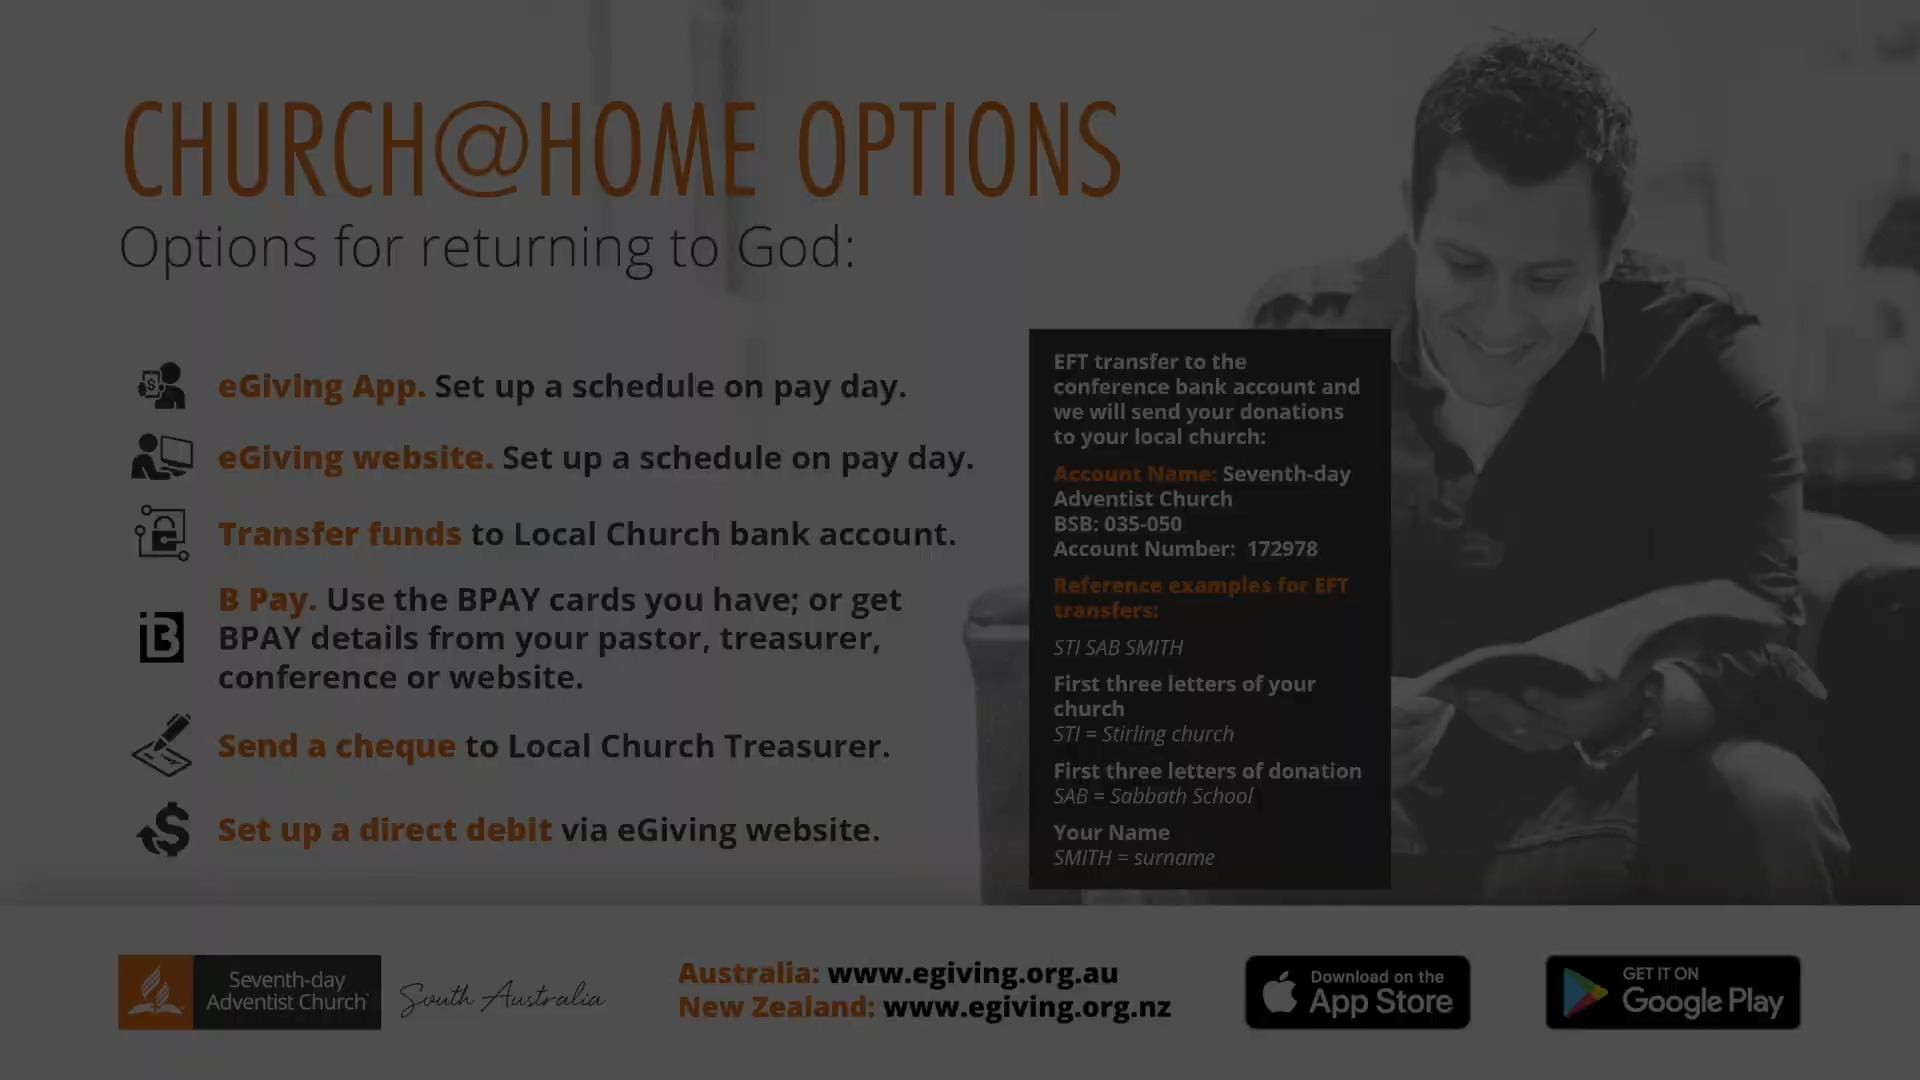 CHURCH@HOME OPTIONS
Options for returning to God:
eGiving App. Set up a schedule on pay day.
eGiving website. Set up a schedule on pay day.
Transfer funds to Local Church bank account.
B Pay. Use the BPAY cards you have; or get
BPAY details from your pastor, treasurer,
conference or website.
Send a cheque to Local Church Treasurer.
Set up a direct debit via eGiving website.
EFT transfer to the
conference bank account and
we will send your donations
to your local church:
Account Name: Seventh-day
Adventist Church
BSB: 035-050
Account Number: 172978
Reference examples for EFT
transfers:
STI SAB SMITH
First three letters of your
church
STI = Stirling church
First three letters of donation
SAB = Sabbath School
Your Name
SMITH = surname
Seventh-day
Adventist Church
South Australia
Australia: www.egiving.org.au
New Zealand: www.egiving.org.nz
Download on the
App Store
GET IT ON
Google Play